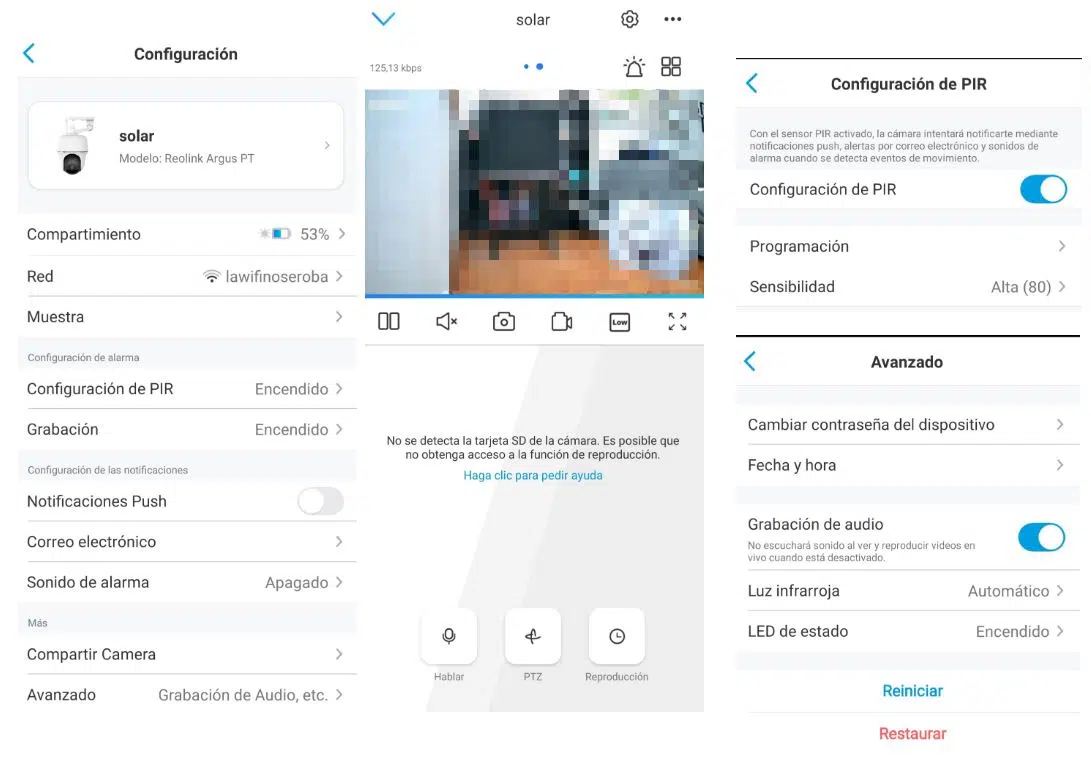 Configuración
solar
Modelo: Reolink Argus PT
Compartimiento 53%
Red lawifinoseroba
Muestra
Configuración de alarma
Configuración de PIR Encendido
Grabación Encendido
Configuración de las notificaciones
Notificaciones Push
Correo electrónico
Sonido de alarma Apagado
Más
Compartir Camera
Avanzado Grabación de Audio, etc.
solar
125,13 kbps
Low
No se detecta la tarjeta SD de la cámara. Es posible que
no obtenga acceso a la función de reproducción.
Haga clic para pedir ayuda
Hablar PTZ Reproducción
Configuración de PIR
Con el sensor PIR activado, la cámara intentará notificarte mediante
notificaciones push, alertas por correo electrónico y sonidos de
alarma cuando se detecta eventos de movimiento.
Configuración de PIR
Programación
Sensibilidad Alta (80)
Avanzado
Cambiar contraseña del dispositivo
Fecha y hora
Grabación de audio
No escuchará sonido al ver y reproducir videos en
vivo cuando está desactivado.
Luz infrarroja Automático
LED de estado Encendido
Reiniciar
Restaurar